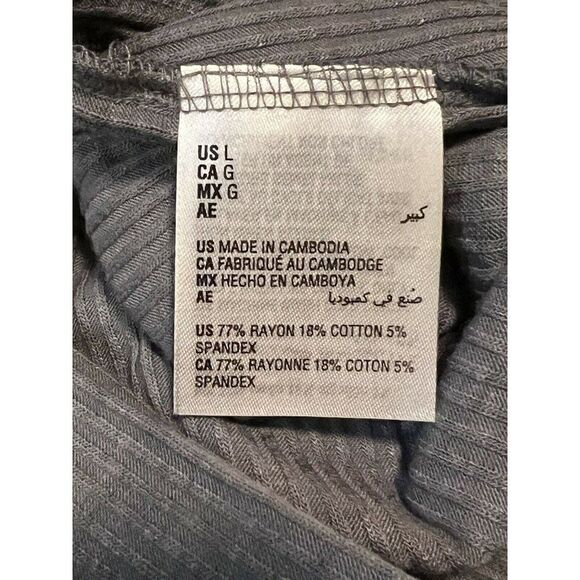 US L
CA G
MX G
AE كبير
US MADE IN CAMBODIA
CA FABRIQUÉ AU CAMBODGE
MX HECHO EN CAMBOYA
AE صُنع في كمبوديا
US 77% RAYON 18% COTTON 5%
SPANDEX
CA 77% RAYONNE 18% COTON 5%
SPANDEX